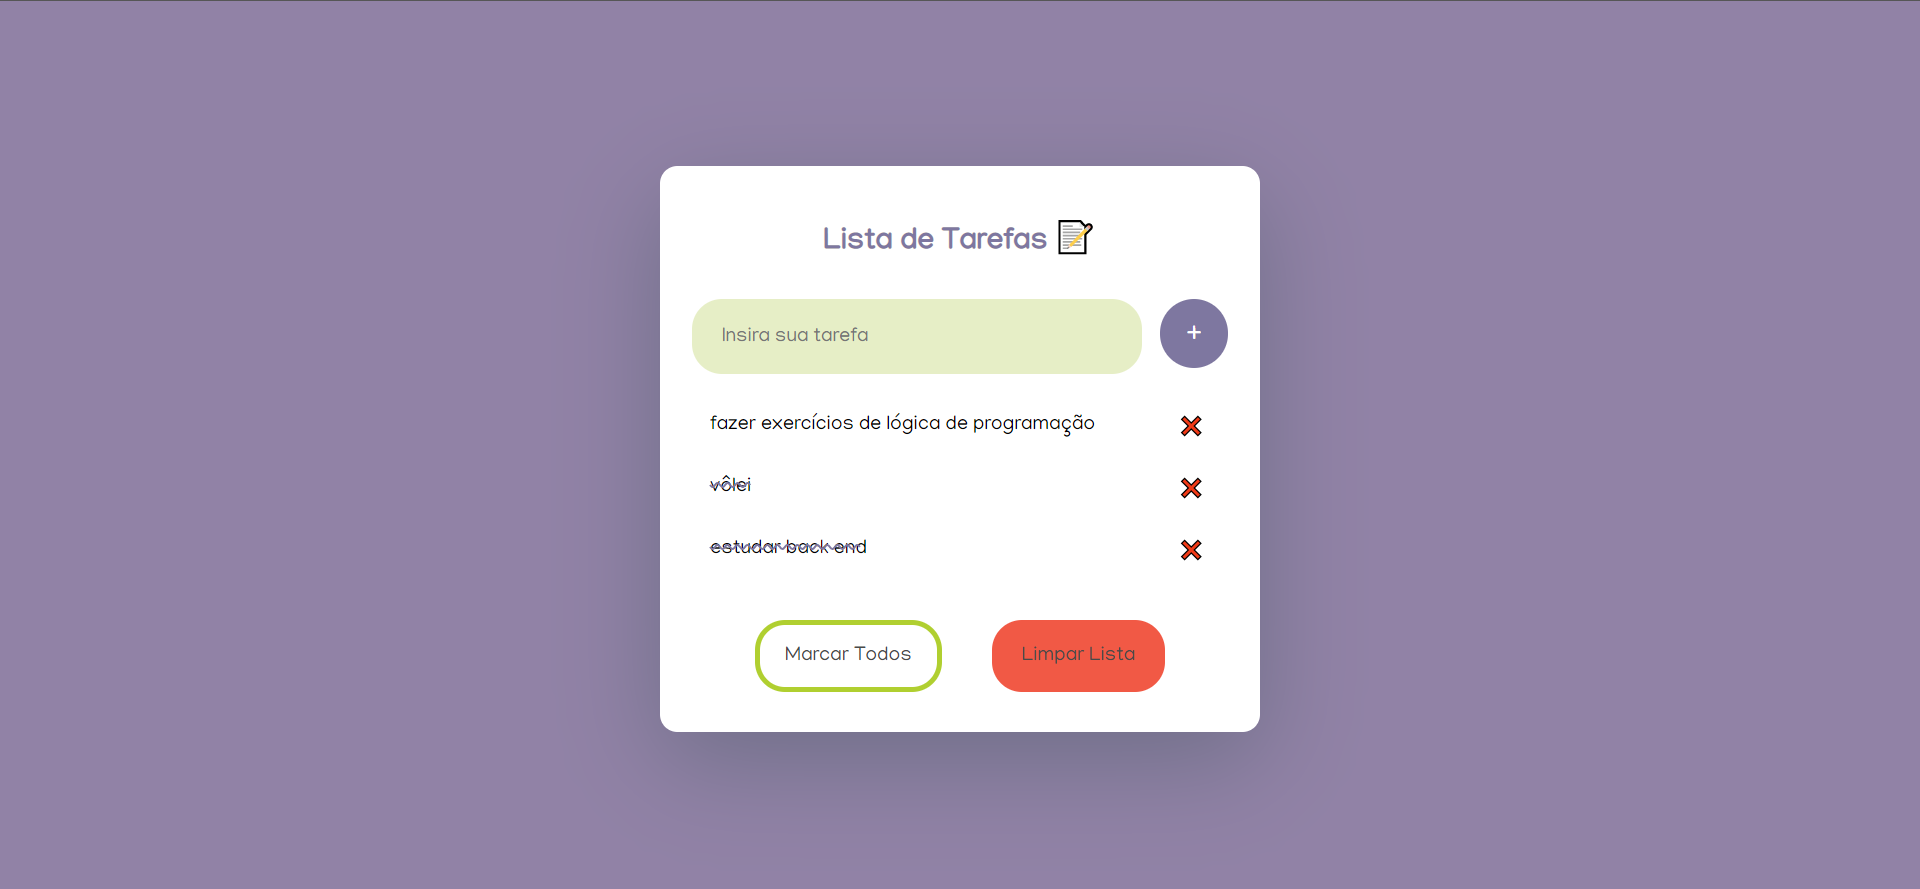 Lista de Tarefas 📝
Insira sua tarefa
+
fazer exercícios de lógica de programação
vôlei
estudar back end
Marcar Todos
Limpar Lista